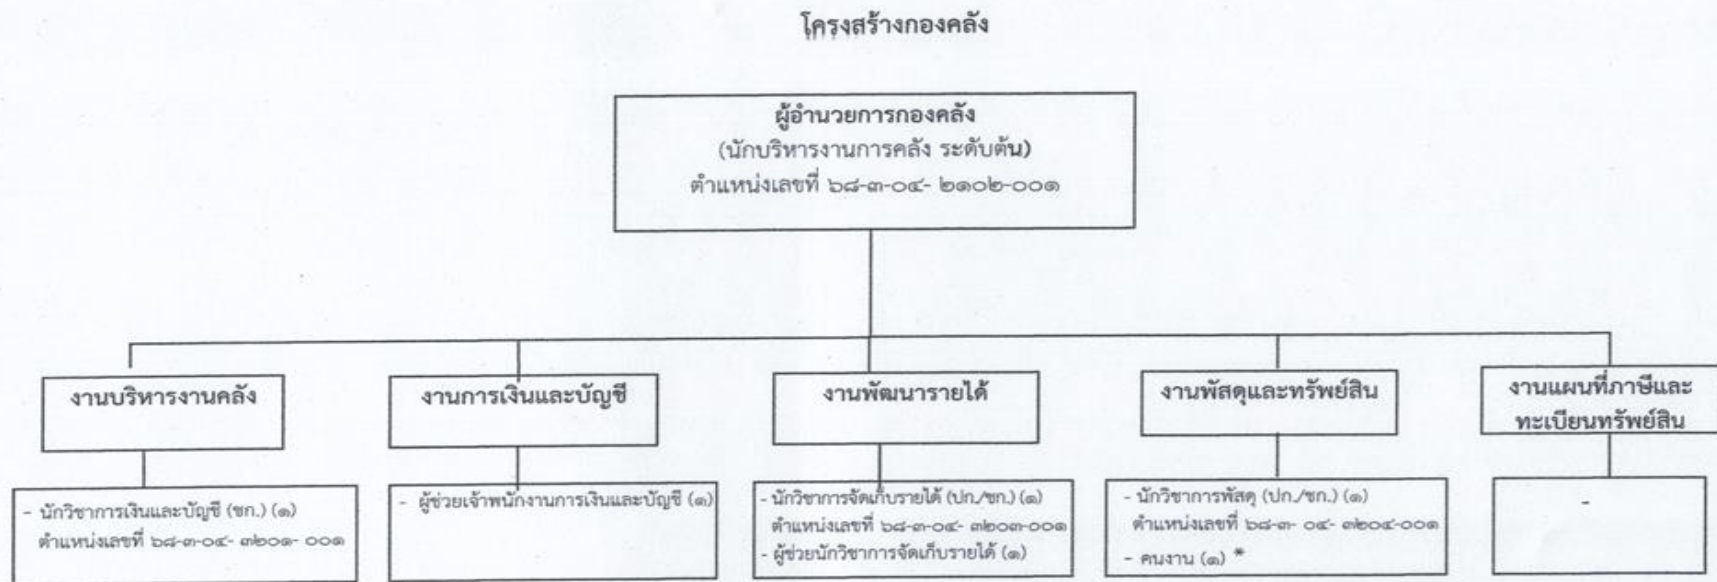 โครงสร้างกองคลัง
ผู้อำนวยการกองคลัง
(นักบริหารงานการคลัง ระดับต้น)
ตำแหน่งเลขที่ ๖๘-๓-๐๔- ๒๑๐๒-๐๐๑
งานบริหารงานคลัง
- นักวิชาการเงินและบัญชี (ชก.) (๑)
ตำแหน่งเลขที่ ๖๘-๓-๐๔- ๓๒๐๑- ๐๐๑
งานการเงินและบัญชี
- ผู้ช่วยเจ้าพนักงานการเงินและบัญชี (๑)
งานพัฒนารายได้
- นักวิชาการจัดเก็บรายได้ (ปก./ชก.) (๑)
ตำแหน่งเลขที่ ๖๘-๓-๐๔- ๓๒๐๓-๐๐๑
- ผู้ช่วยนักวิชาการจัดเก็บรายได้ (๑)
งานพัสดุและทรัพย์สิน
- นักวิชาการพัสดุ (ปก./ชก.) (๑)
ตำแหน่งเลขที่ ๖๘-๓- ๐๔- ๓๒๐๔-๐๐๑
- คนงาน (๑) *
งานแผนที่ภาษีและ
ทะเบียนทรัพย์สิน
-